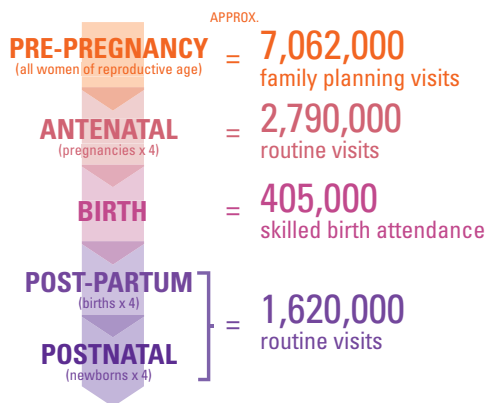 APPROX.
PRE-PREGNANCY
(all women of reproductive age)
= 7,062,000
family planning visits
ANTENATAL
(pregnancies x 4)
= 2,790,000
routine visits
BIRTH
= 405,000
skilled birth attendance
POST-PARTUM
(births x 4)
POSTNATAL
(newborns x 4)
= 1,620,000
routine visits